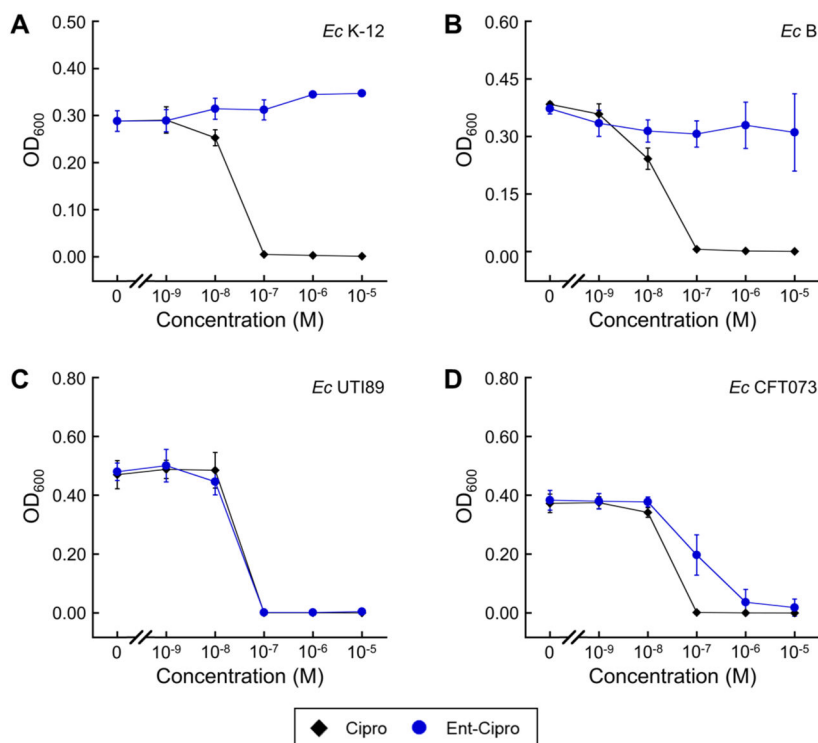 A
Ec K-12
0.50
0.40
0.30
0.20
0.10
0.00
OD₆₀₀
0 10⁻⁹ 10⁻⁸ 10⁻⁷ 10⁻⁶ 10⁻⁵
Concentration (M)
B
Ec B
0.60
0.45
0.30
0.15
0.00
OD₆₀₀
0 10⁻⁹ 10⁻⁸ 10⁻⁷ 10⁻⁶ 10⁻⁵
Concentration (M)
C
Ec UTI89
0.80
0.60
0.40
0.20
0.00
OD₆₀₀
0 10⁻⁹ 10⁻⁸ 10⁻⁷ 10⁻⁶ 10⁻⁵
Concentration (M)
D
Ec CFT073
0.80
0.60
0.40
0.20
0.00
OD₆₀₀
0 10⁻⁹ 10⁻⁸ 10⁻⁷ 10⁻⁶ 10⁻⁵
Concentration (M)
Cipro Ent-Cipro